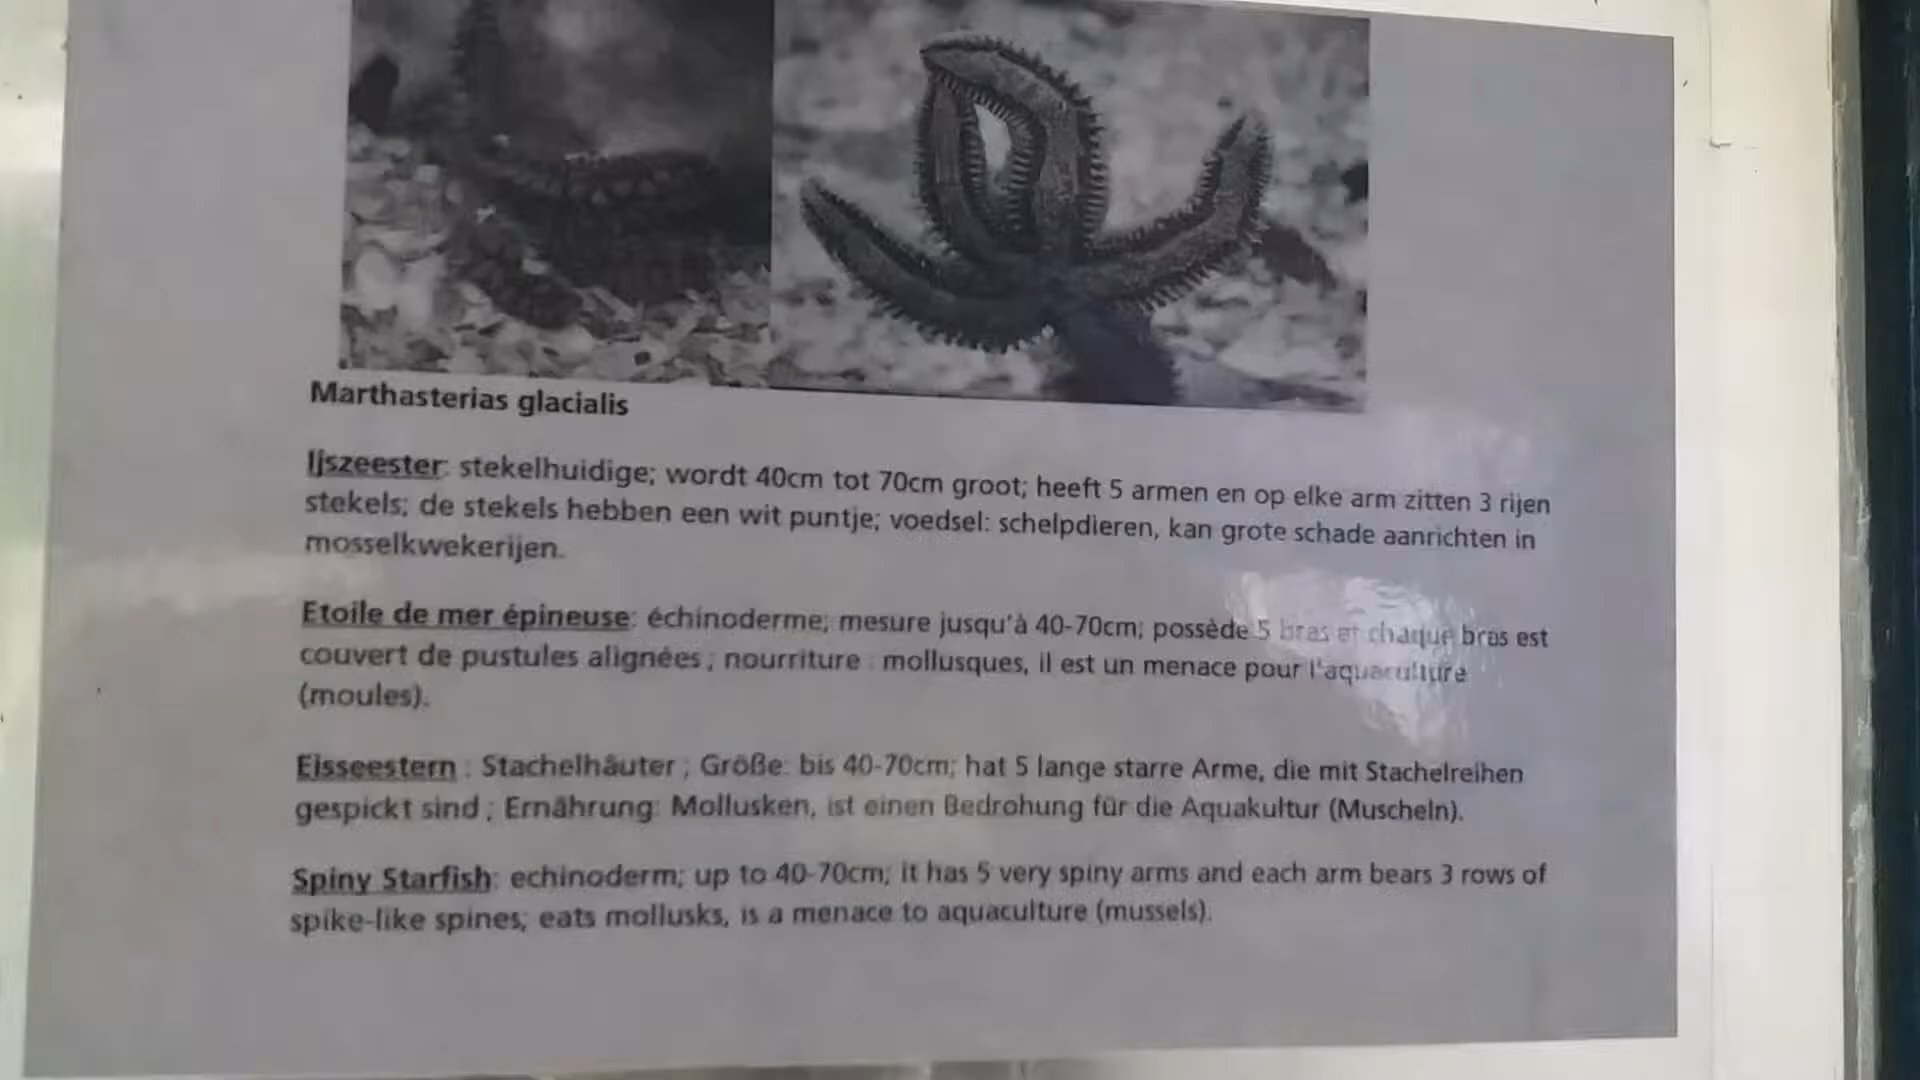 Marthasterias glacialis
Ijszeester: stekelhuidige; wordt 40cm tot 70cm groot; heeft 5 armen en op elke arm zitten 3 rijen
stekels; de stekels hebben een wit puntje; voedsel: schelpdieren, kan grote schade aanrichten in
mosselkwekerijen.
Etoile de mer épineuse: échinoderme; mesure jusqu'à 40-70cm; possède 5 bras et chaque bras est
couvert de pustules alignées ; nourriture : mollusques, il est un menace pour l'aquaculture
(moules).
Eisseestern : Stachelhäuter ; Größe: bis 40-70cm; hat 5 lange starre Arme, die mit Stachelreihen
gespickt sind ; Ernährung: Mollusken, ist einen Bedrohung für die Aquakultur (Muscheln).
Spiny Starfish: echinoderm; up to 40-70cm; it has 5 very spiny arms and each arm bears 3 rows of
spike-like spines; eats mollusks, is a menace to aquaculture (mussels).